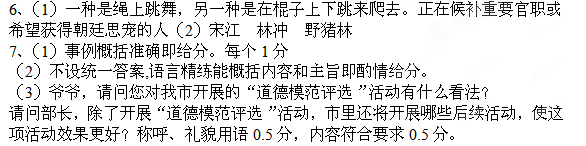 6、（1）一种是绳上跳舞，另一种是在棍子上下跳来爬去。正在候补重要官职或
希望获得朝廷恩宠的人（2）宋江　林冲　野猪林
7、（1）事例概括准确即给分。每个1分
（2）不设统一答案,语言精练能概括内容和主旨即酌情给分。
（3）爷爷，请问您对我市开展的“道德模范评选 ”活动有什么看法?
请问部长，除了开展“道德模范评选 ”活动，市里还将开展哪些后续活动，使这
项活动效果更好？称呼、礼貌用语 0.5 分，内容符合要求 0.5 分。